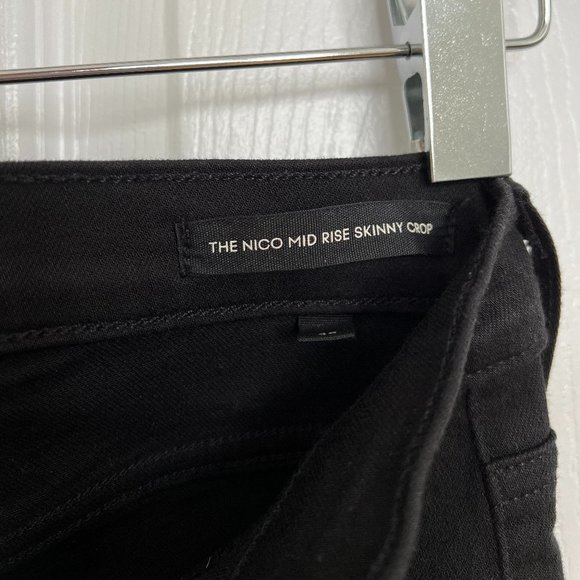 THE NICO MID RISE SKINNY CROP